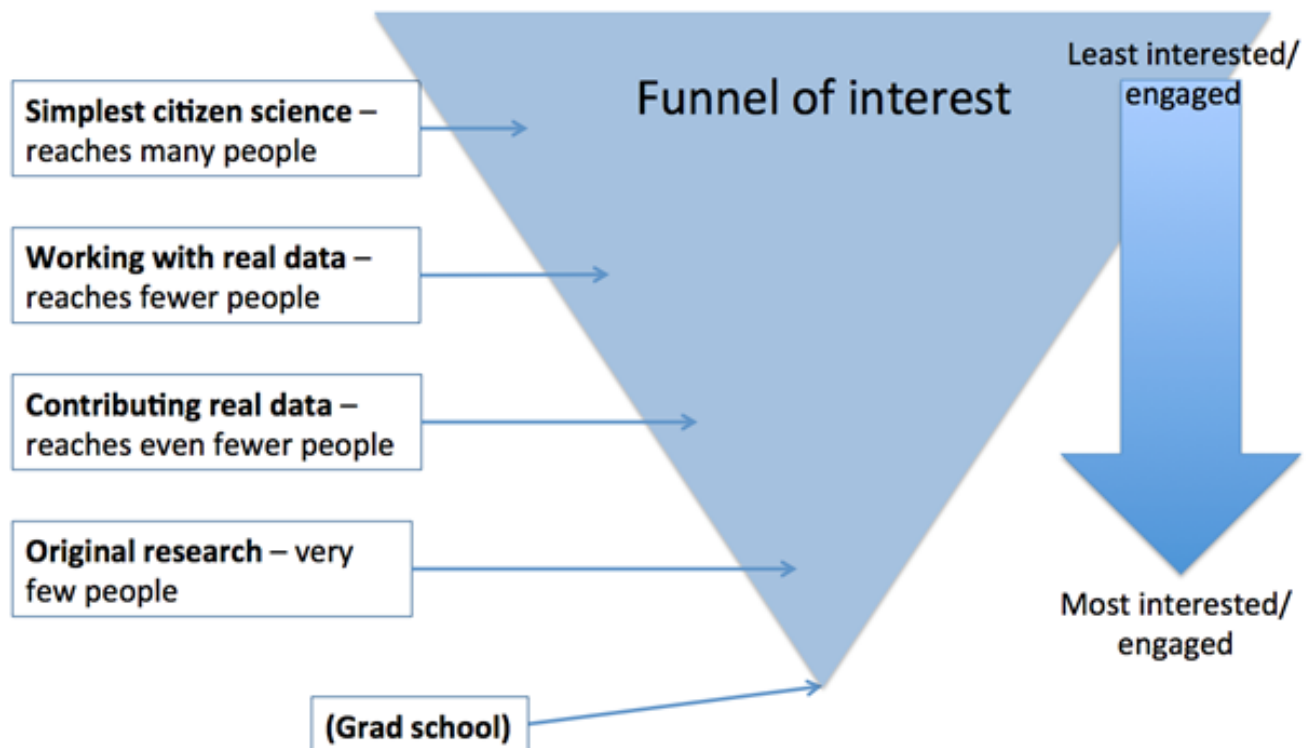 Funnel of interest
Least interested/
engaged
Simplest citizen science –
reaches many people
Working with real data –
reaches fewer people
Contributing real data –
reaches even fewer people
Original research – very
few people
Most interested/
engaged
(Grad school)